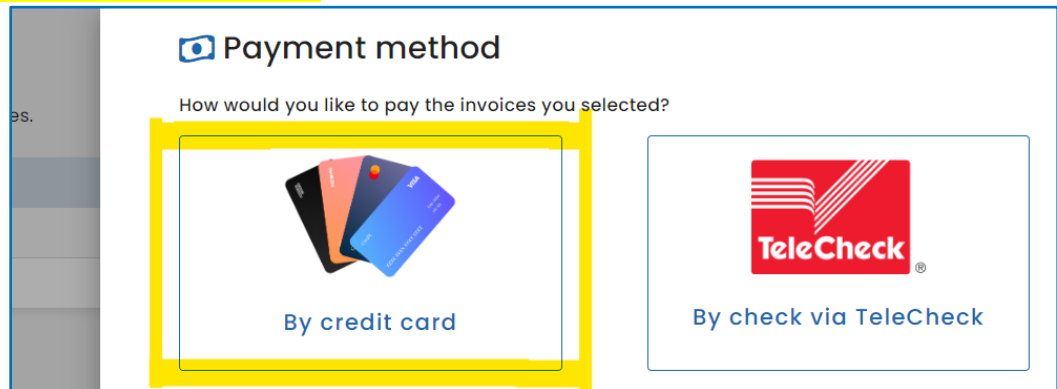 Payment method
How would you like to pay the invoices you selected?
es.
VISA
TeleCheck
®
By credit card
By check via TeleCheck